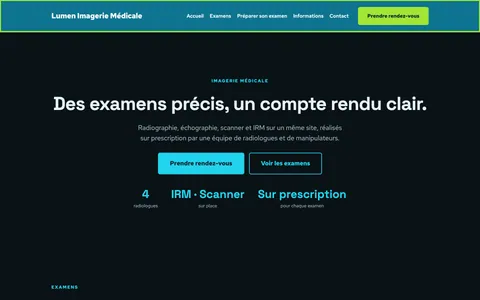 Lumen Imagerie Médicale
Accueil Examens Préparer son examen Informations Contact Prendre rendez-vous
IMAGERIE MÉDICALE
Des examens précis, un compte rendu clair.
Radiographie, échographie, scanner et IRM sur un même site, réalisés
sur prescription par une équipe de radiologues et de manipulateurs.
Prendre rendez-vous Voir les examens
4 IRM · Scanner Sur prescription
radiologues sur place pour chaque examen
EXAMENS